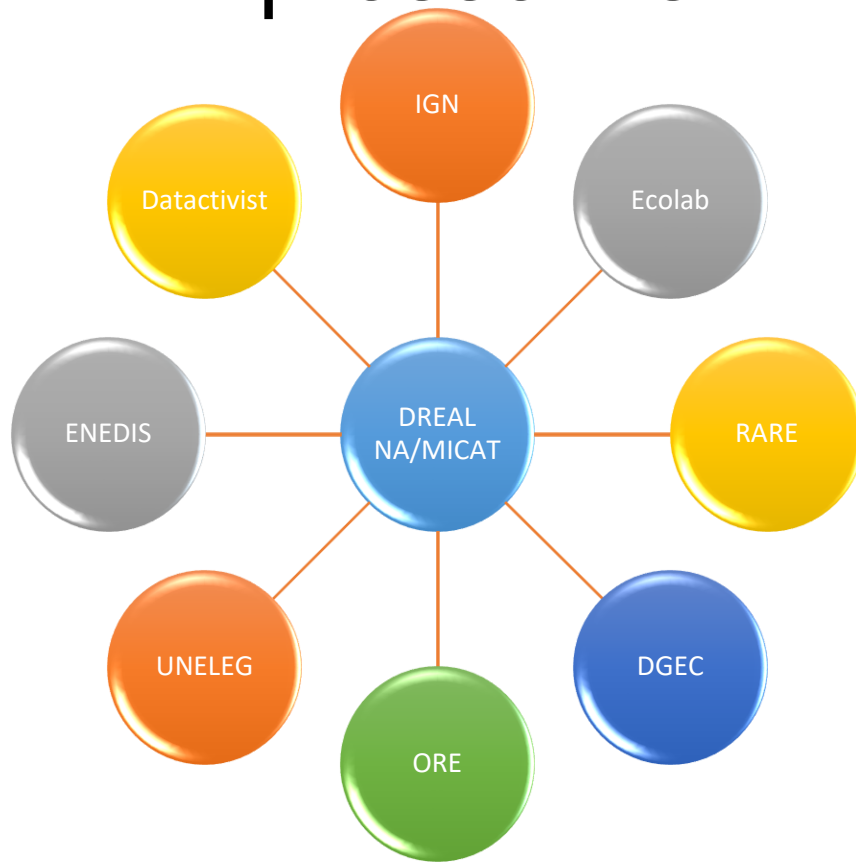 IGN
Ecolab
RARE
DGEC
ORE
UNELEG
ENEDIS
Datactivist
DREAL
NA/MICAT